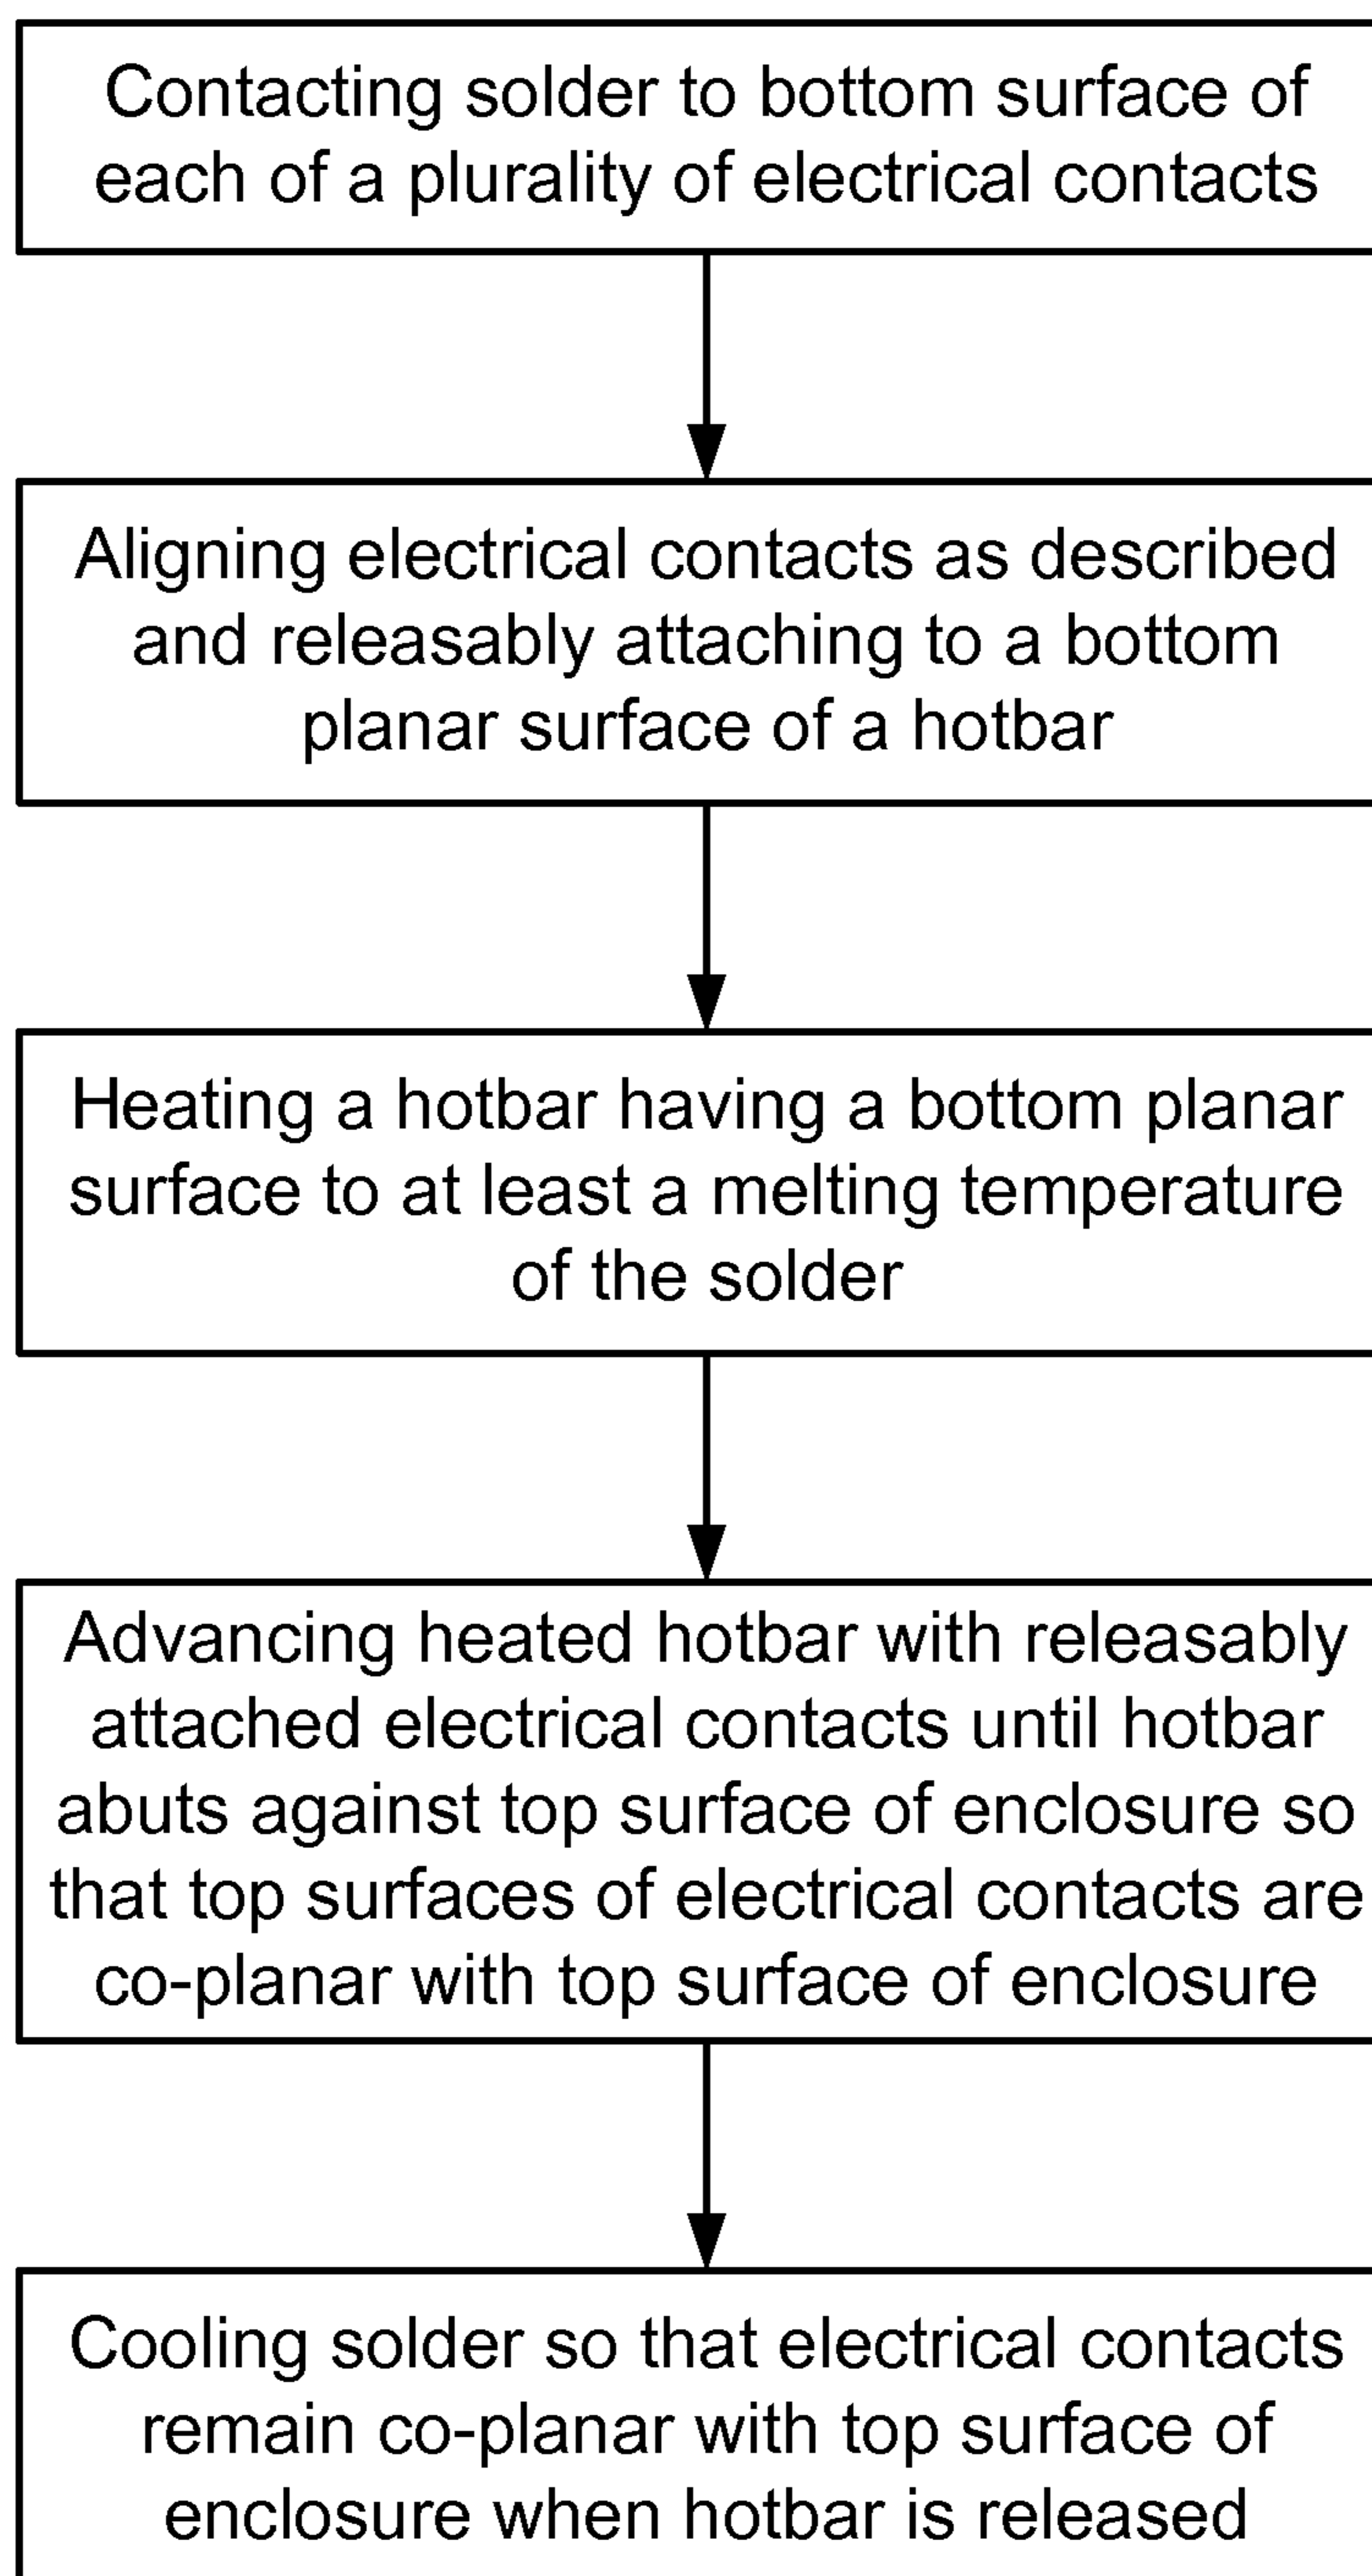 Contacting solder to bottom surface of
each of a plurality of electrical contacts
Aligning electrical contacts as described
and releasably attaching to a bottom
planar surface of a hotbar
Heating a hotbar having a bottom planar
surface to at least a melting temperature
of the solder
Advancing heated hotbar with releasably
attached electrical contacts until hotbar
abuts against top surface of enclosure so
that top surfaces of electrical contacts are
co-planar with top surface of enclosure
Cooling solder so that electrical contacts
remain co-planar with top surface of
enclosure when hotbar is released